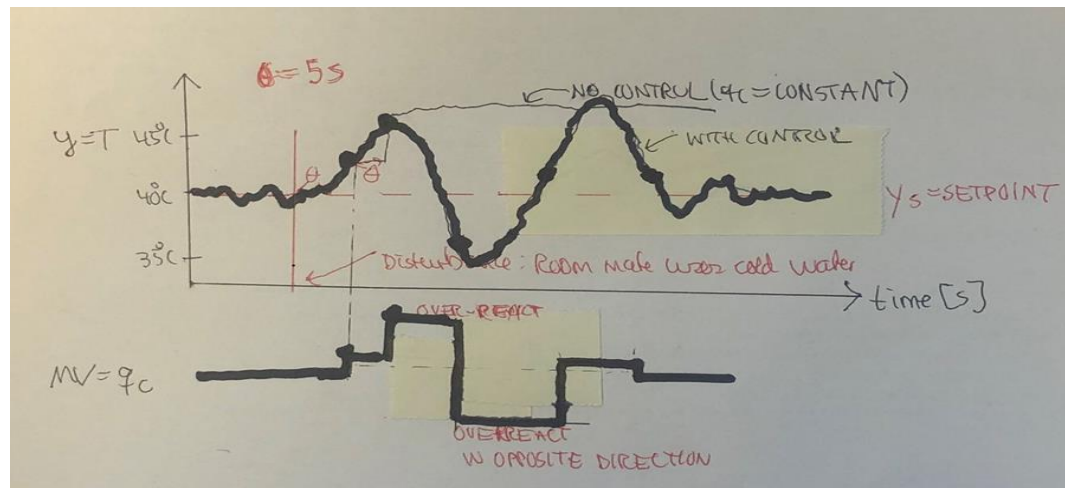 θ = 5s
NO CONTROL (qc = CONSTANT)
y=T
45°C
WITH CONTROL
θ
θ
40°C
ys = SETPOINT
35°C
Disturbance: ROOM MATE USES COLD WATER
time [s]
OVER-REACT
MV = qc
OVERREACT
IN OPPOSITE DIRECTION